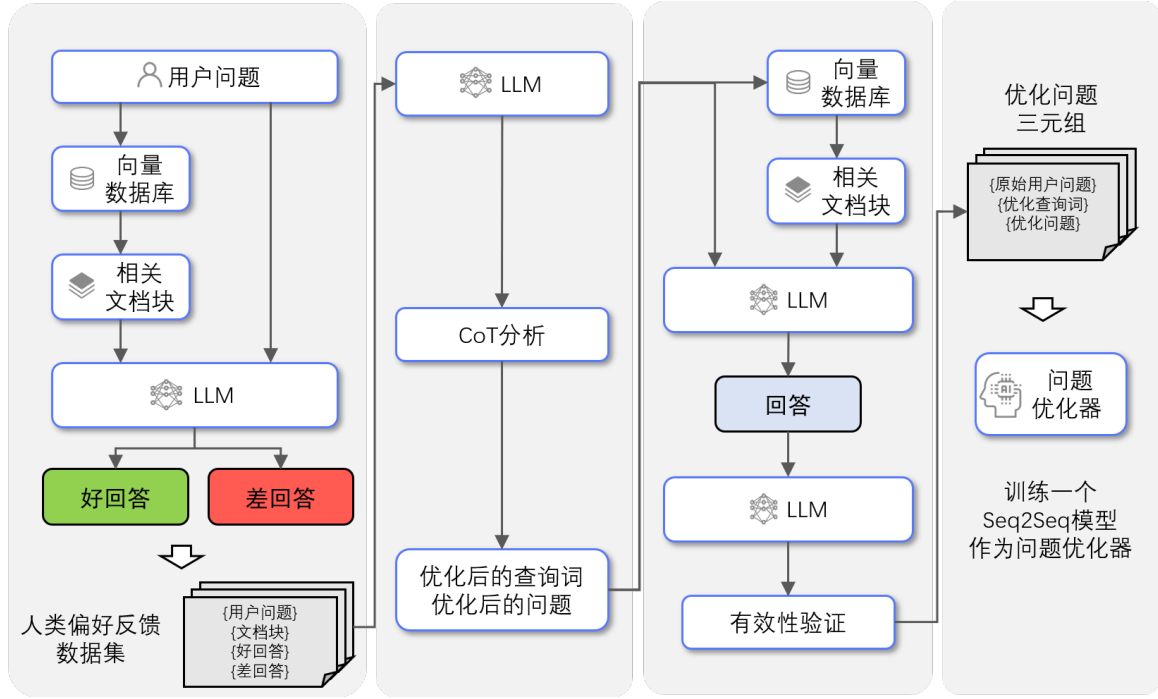 用户问题
向量
数据库
相关
文档块
LLM
好回答
差回答
人类偏好反馈
数据集
{用户问题}
{文档块}
{好回答}
{差回答}
LLM
CoT分析
优化后的查询词
优化后的问题
向量
数据库
相关
文档块
LLM
回答
LLM
有效性验证
优化问题
三元组
{原始用户问题}
{优化查询词}
{优化问题}
AI
问题
优化器
训练一个
Seq2Seq模型
作为问题优化器